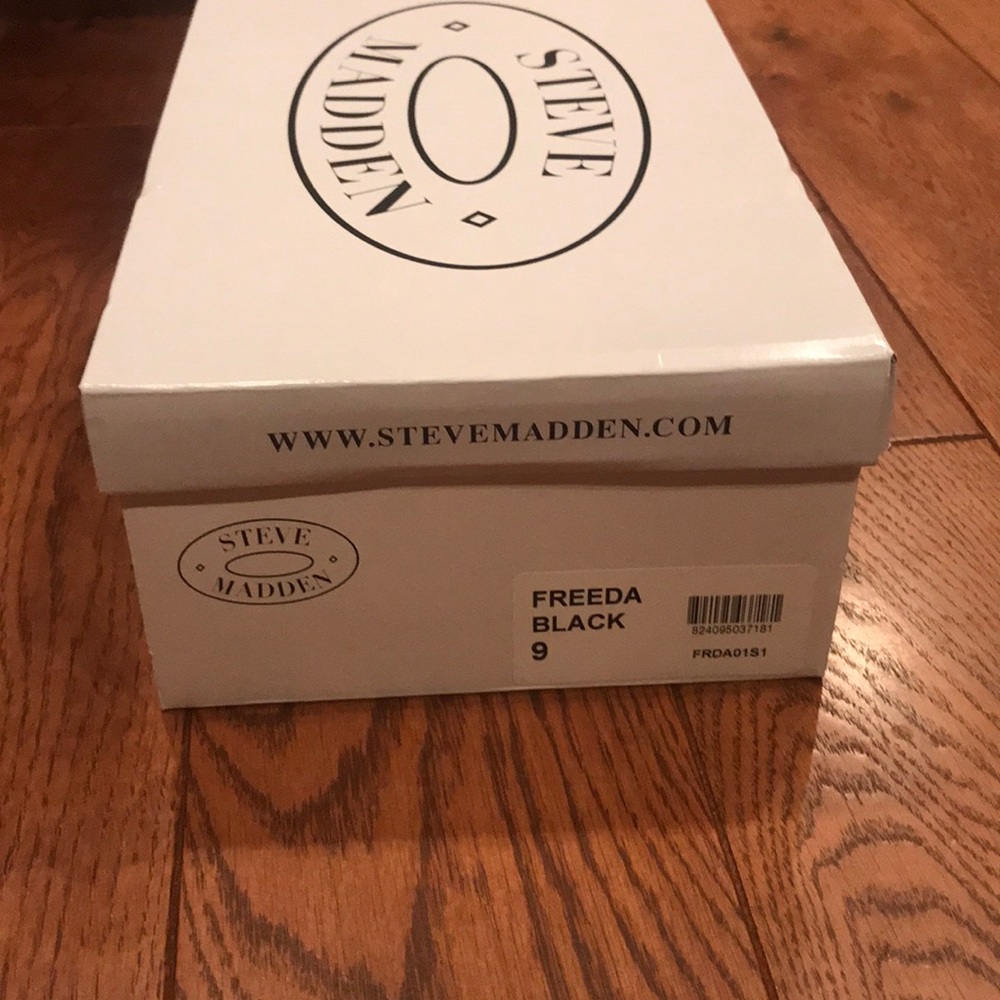 STEVE
MADDEN
WWW.STEVEMADDEN.COM
STEVE
MADDEN
FREEDA
BLACK
9
824095037181
FRDA01S1